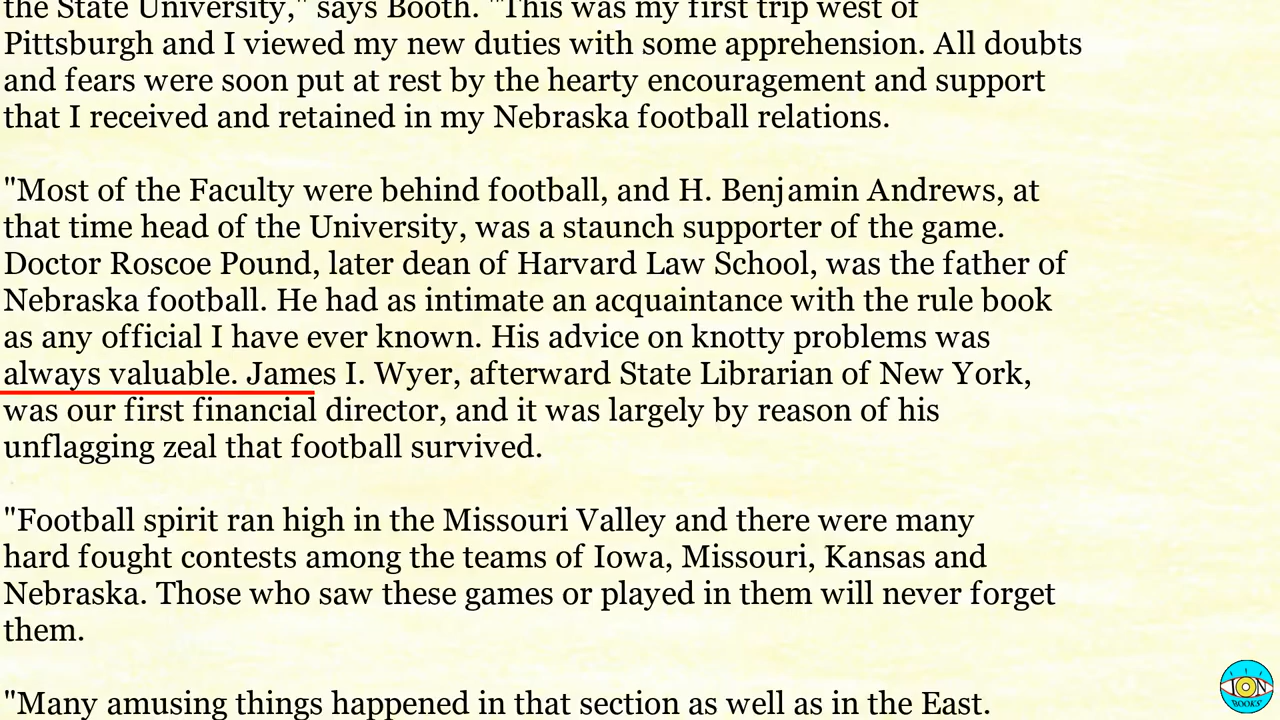 the State University," says Booth. "This was my first trip west of
Pittsburgh and I viewed my new duties with some apprehension. All doubts
and fears were soon put at rest by the hearty encouragement and support
that I received and retained in my Nebraska football relations.
"Most of the Faculty were behind football, and H. Benjamin Andrews, at
that time head of the University, was a staunch supporter of the game.
Doctor Roscoe Pound, later dean of Harvard Law School, was the father of
Nebraska football. He had as intimate an acquaintance with the rule book
as any official I have ever known. His advice on knotty problems was
always valuable. James I. Wyer, afterward State Librarian of New York,
was our first financial director, and it was largely by reason of his
unflagging zeal that football survived.
"Football spirit ran high in the Missouri Valley and there were many
hard fought contests among the teams of Iowa, Missouri, Kansas and
Nebraska. Those who saw these games or played in them will never forget
them.
"Many amusing things happened in that section as well as in the East.
ION
BOOKS